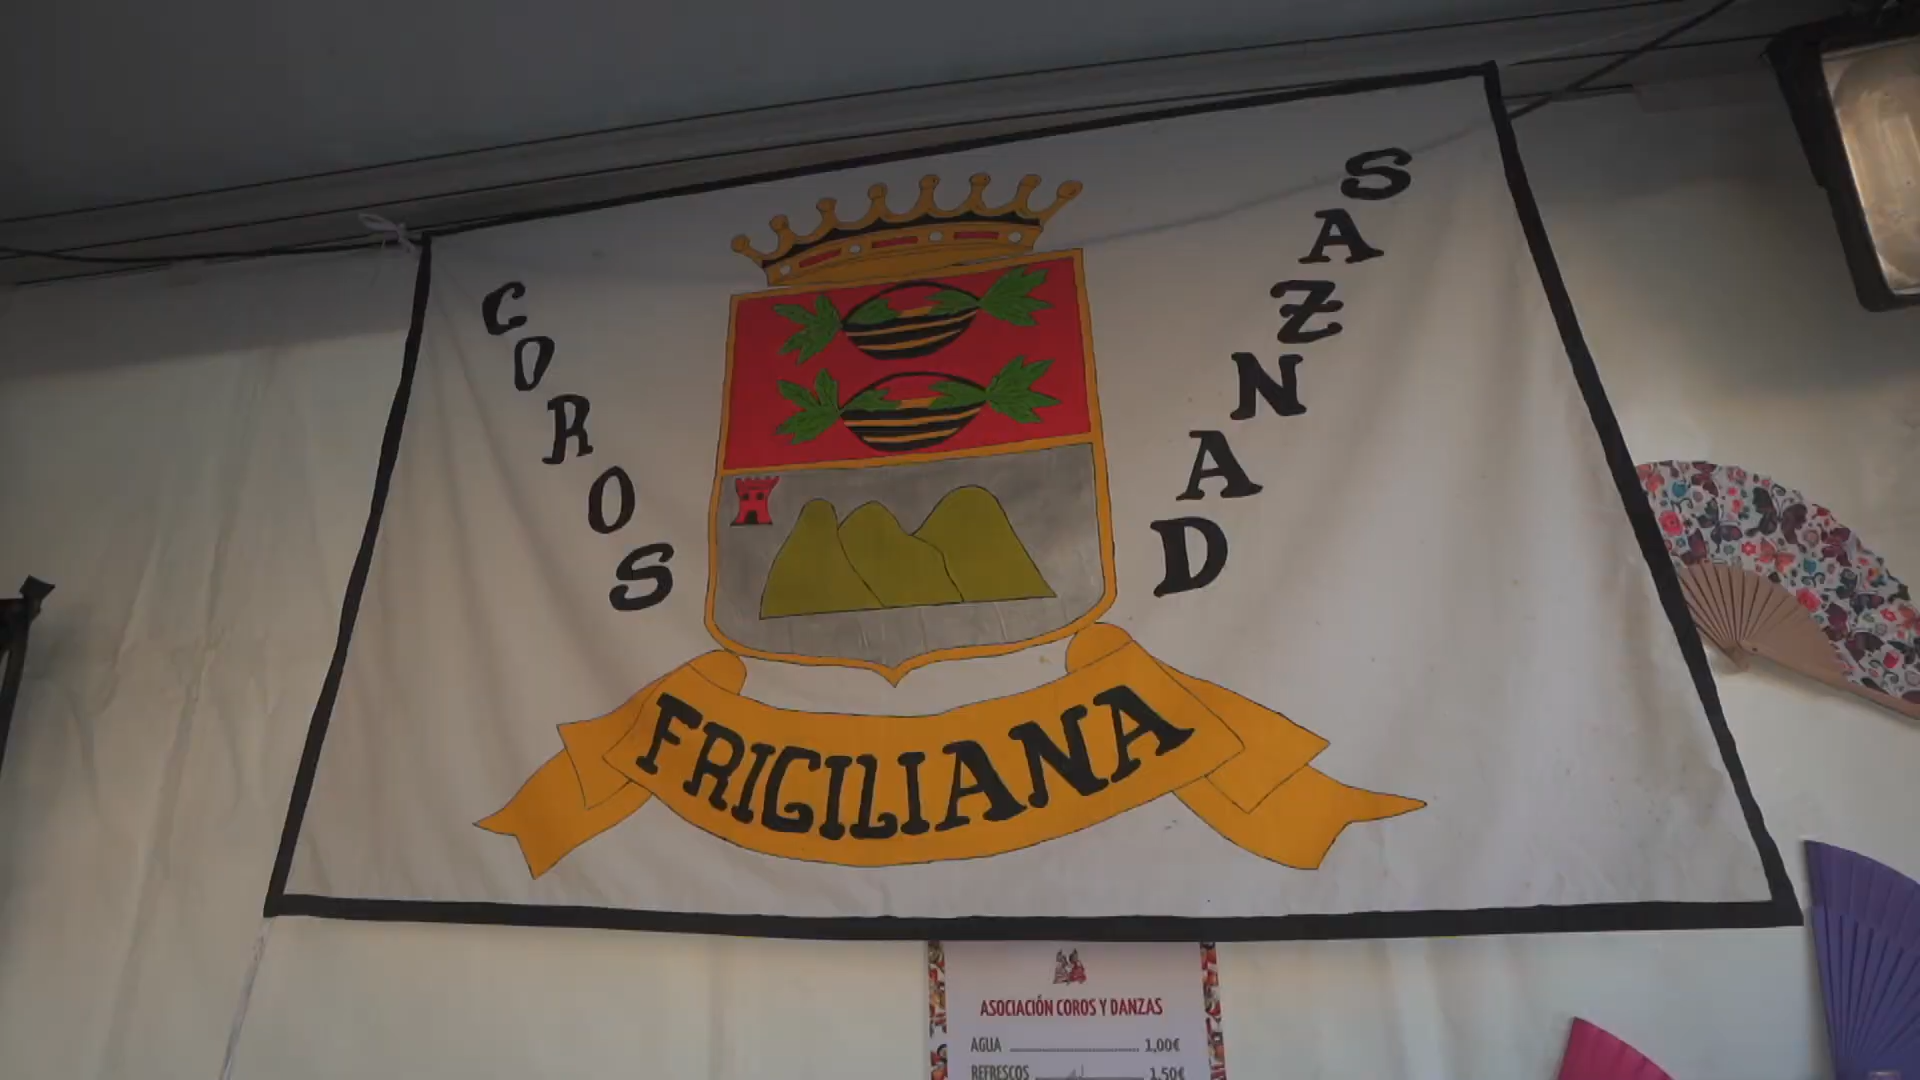 COROS
DANZAS
FRIGILIANA
ASOCIACIÓN COROS Y DANZAS
AGUA 1,00€
REFRESCOS 1,50€